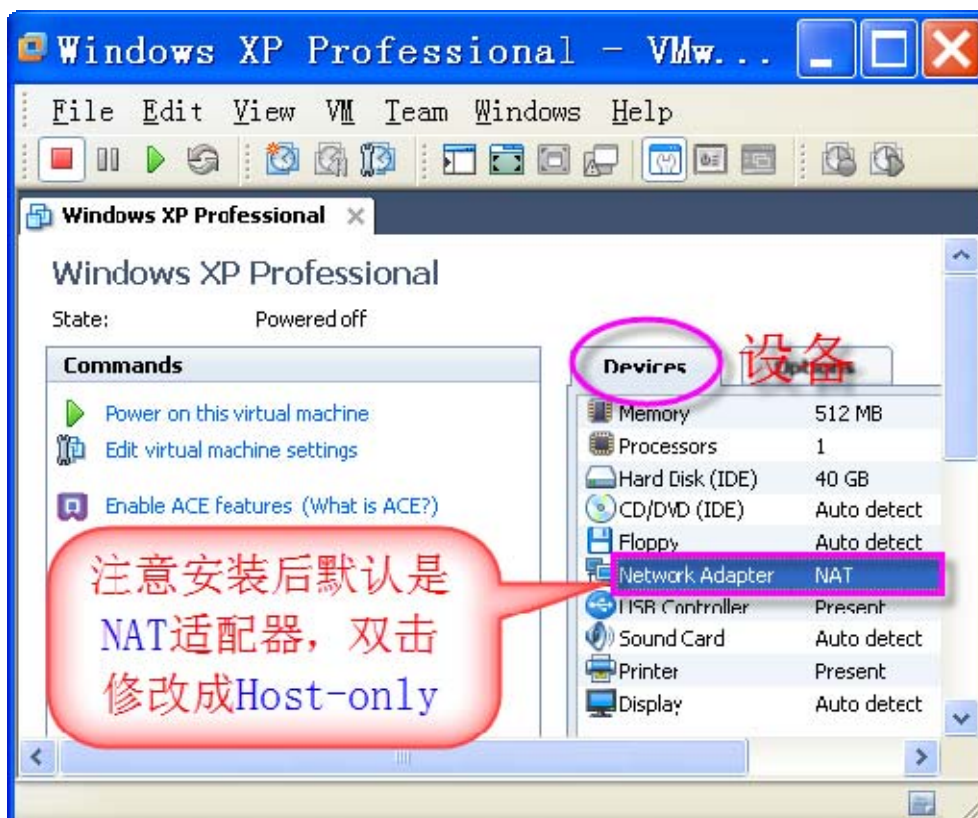 Windows XP Professional - VMw...
File Edit View VM Team Windows Help
Windows XP Professional
Windows XP Professional
State: Powered off
Commands
Devices
设备
Options
Power on this virtual machine
Edit virtual machine settings
Enable ACE features (What is ACE?)
注意安装后默认是
NAT适配器，双击
修改成Host-only
Memory 512 MB
Processors 1
Hard Disk (IDE) 40 GB
CD/DVD (IDE) Auto detect
Floppy Auto detect
Network Adapter NAT
USB Controller Present
Sound Card Auto detect
Printer Present
Display Auto detect